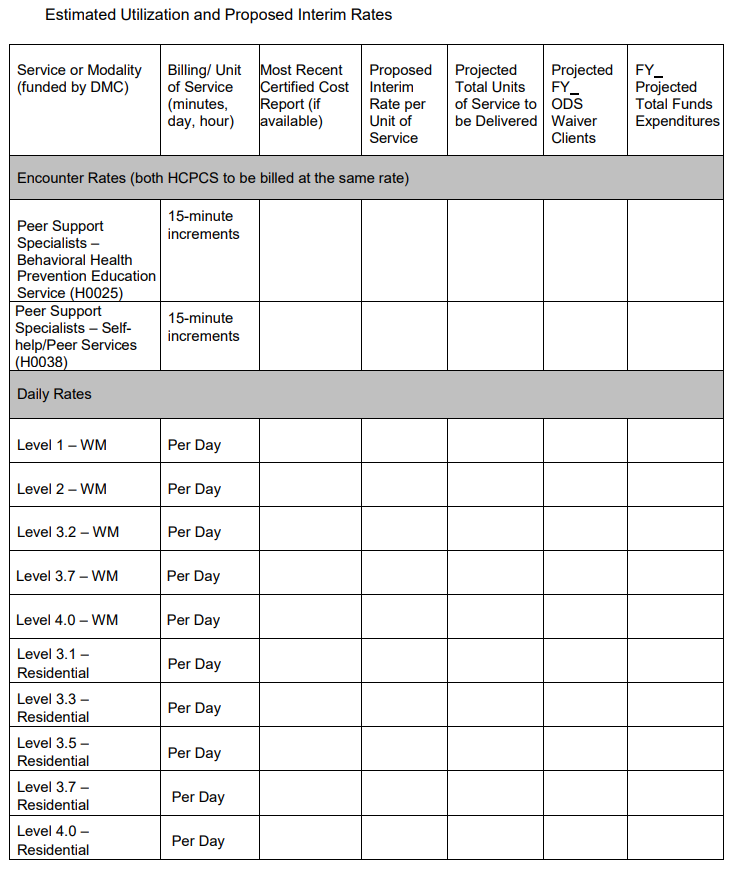 Estimated Utilization and Proposed Interim Rates
Service or Modality
(funded by DMC)
Billing/ Unit
of Service
(minutes,
day, hour)
Most Recent
Certified Cost
Report (if
available)
Proposed
Interim
Rate per
Unit of
Service
Projected
Total Units
of Service to
be Delivered
Projected
FY_
ODS
Waiver
Clients
FY_
Projected
Total Funds
Expenditures
Encounter Rates (both HCPCS to be billed at the same rate)
Peer Support
Specialists –
Behavioral Health
Prevention Education
Service (H0025)
15-minute
increments
Peer Support
Specialists – Self-
help/Peer Services
(H0038)
15-minute
increments
Daily Rates
Level 1 – WM
Per Day
Level 2 – WM
Per Day
Level 3.2 – WM
Per Day
Level 3.7 – WM
Per Day
Level 4.0 – WM
Per Day
Level 3.1 –
Residential
Per Day
Level 3.3 –
Residential
Per Day
Level 3.5 –
Residential
Per Day
Level 3.7 –
Residential
Per Day
Level 4.0 –
Residential
Per Day